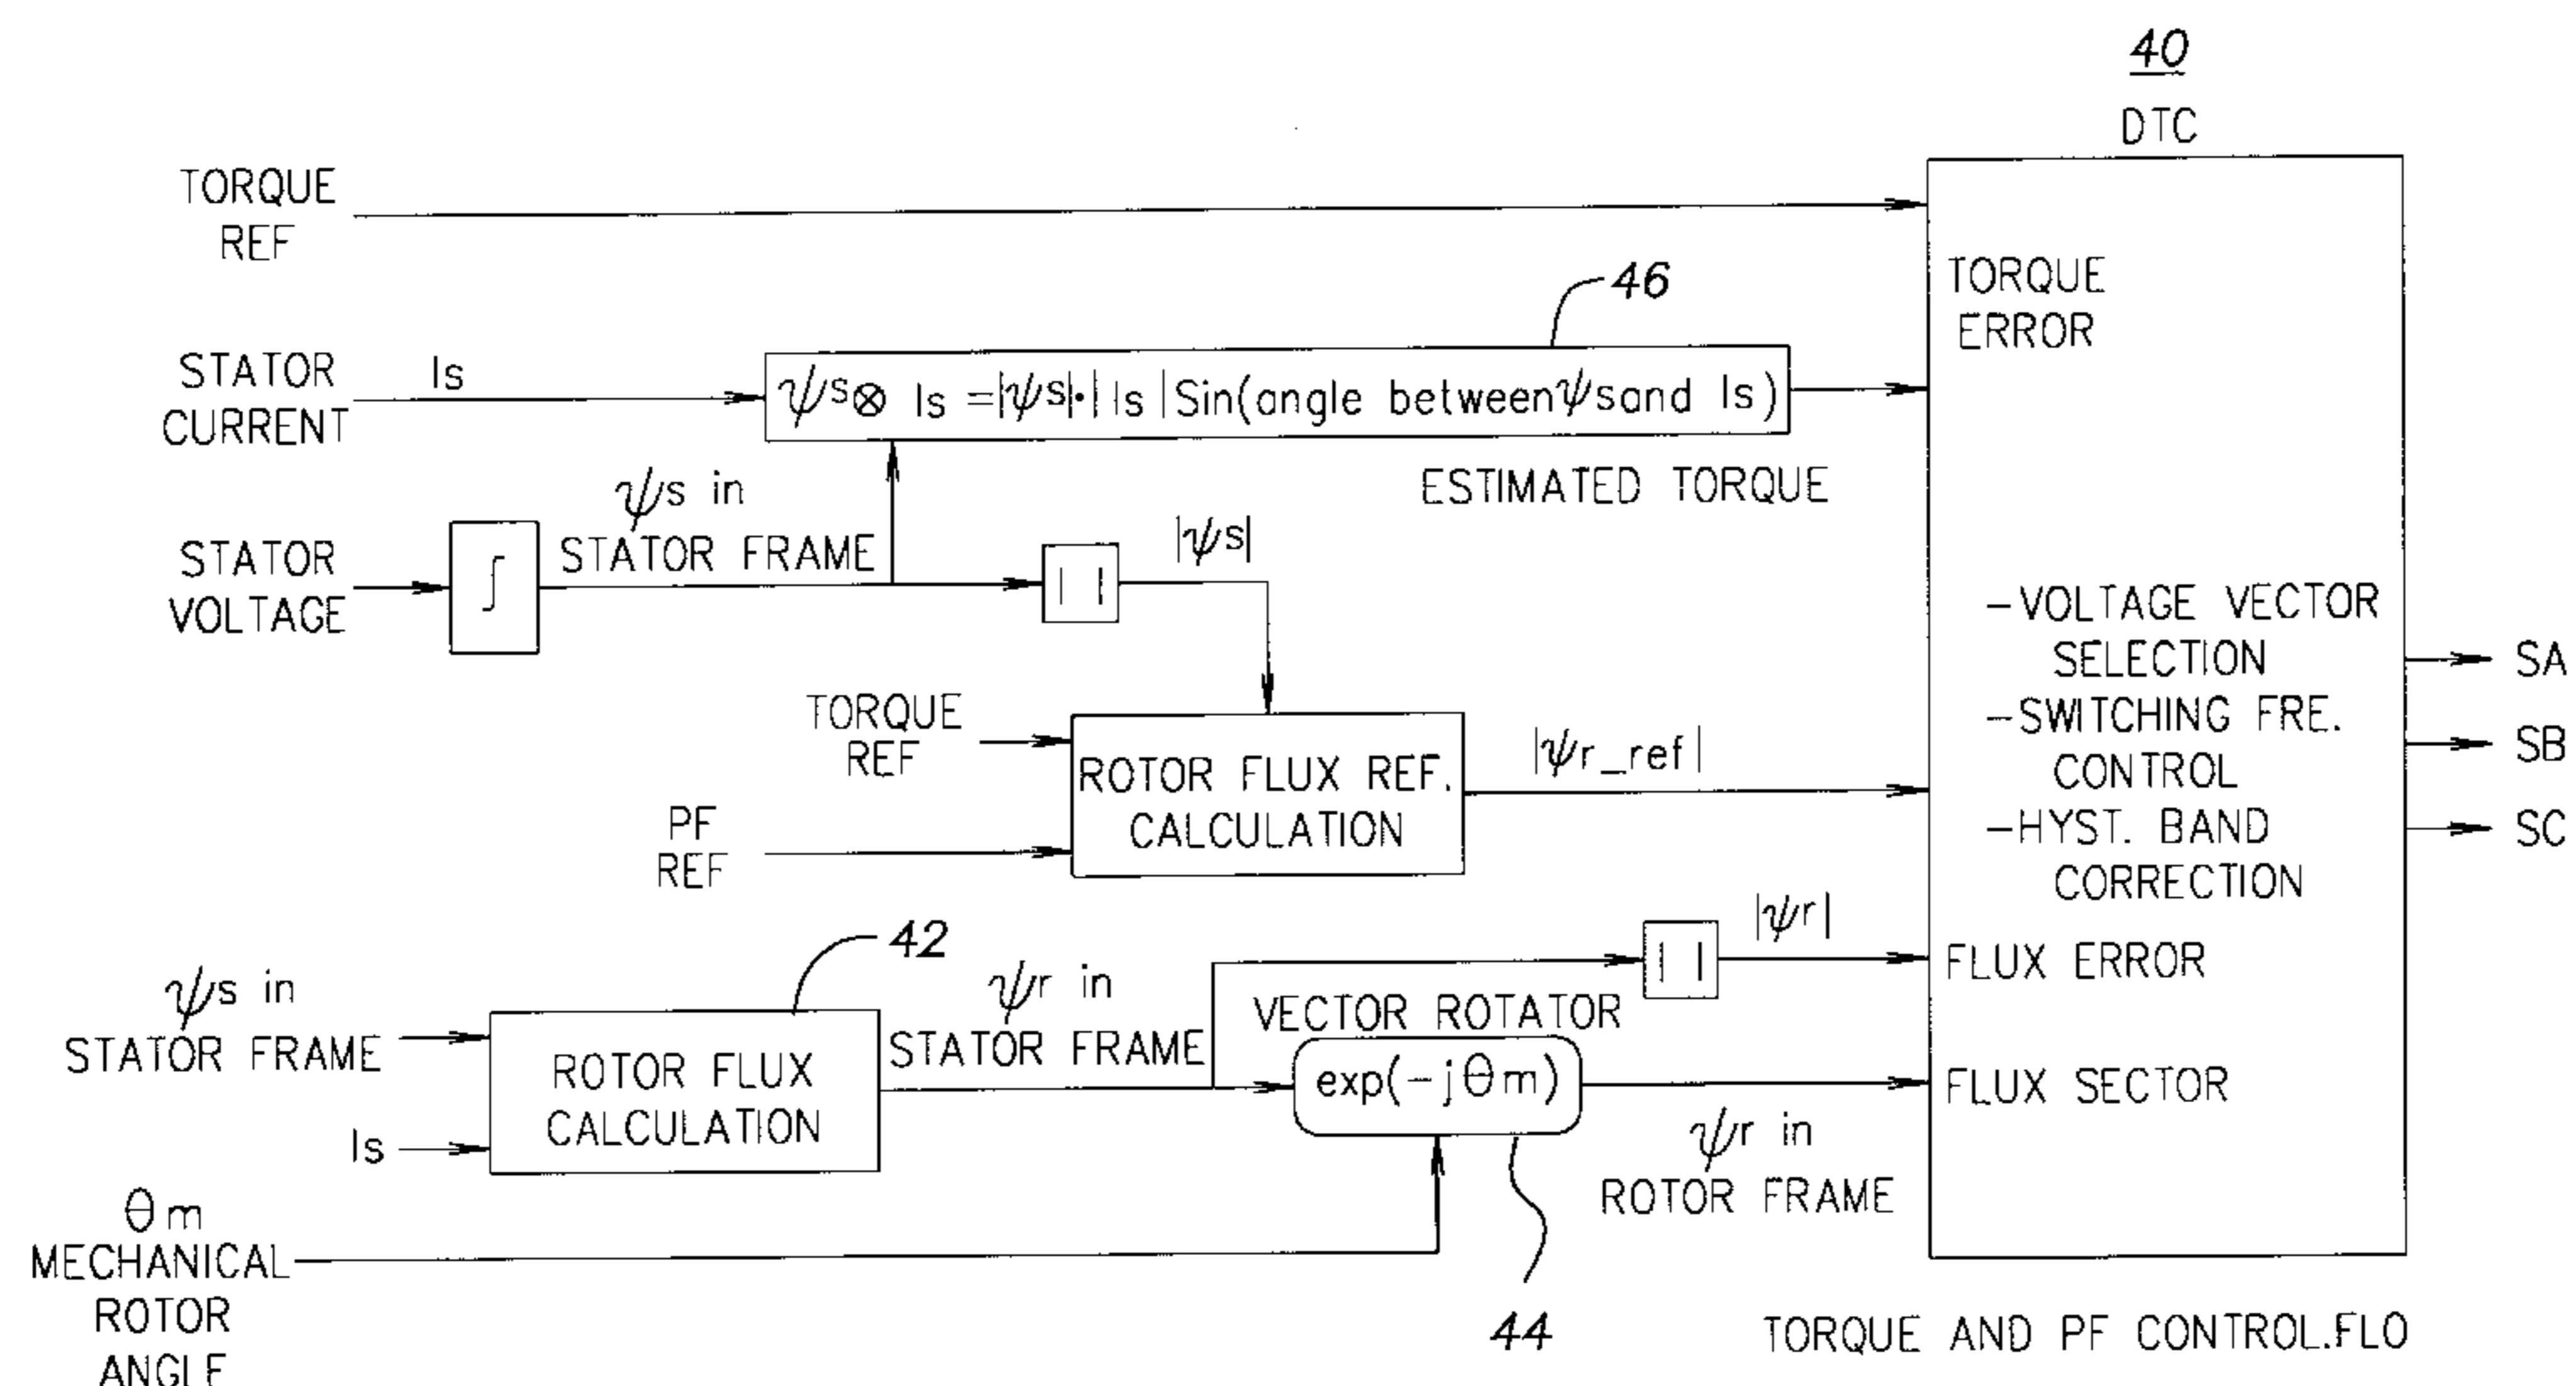 40
DTC
TORQUE
REF
46
TORQUE
ERROR
STATOR
CURRENT
Is
ψs⊗ Is =|ψs|·| Is |Sin(angle between ψs and Is)
ESTIMATED TORQUE
ψs in
STATOR FRAME
|ψs|
STATOR
VOLTAGE
∫
| |
-VOLTAGE VECTOR
SELECTION
-SWITCHING FRE.
CONTROL
-HYST. BAND
CORRECTION
SA
SB
SC
TORQUE
REF
PF
REF
ROTOR FLUX REF.
CALCULATION
|ψr_ref|
42
ψs in
STATOR FRAME
Is
ROTOR FLUX
CALCULATION
ψr in
STATOR FRAME
| |
|ψr|
FLUX ERROR
VECTOR ROTATOR
exp(-jθm)
FLUX SECTOR
ψr in
ROTOR FRAME
θm
MECHANICAL
ROTOR
ANGLE
44
TORQUE AND PF CONTROL.FLO